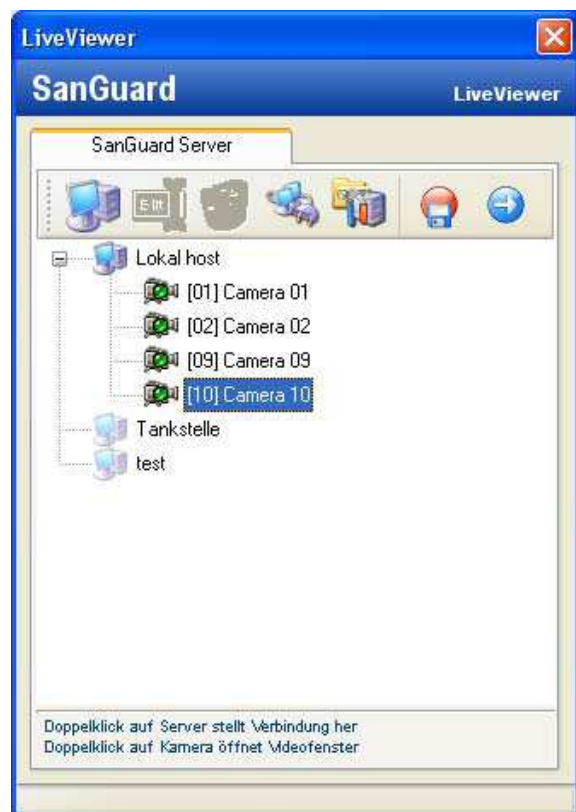 LiveViewer
SanGuard LiveViewer
SanGuard Server
Edit
Lokal host
[01] Camera 01
[02] Camera 02
[09] Camera 09
[10] Camera 10
Tankstelle
test
Doppelklick auf Server stellt Verbindung her
Doppelklick auf Kamera öffnet Videofenster